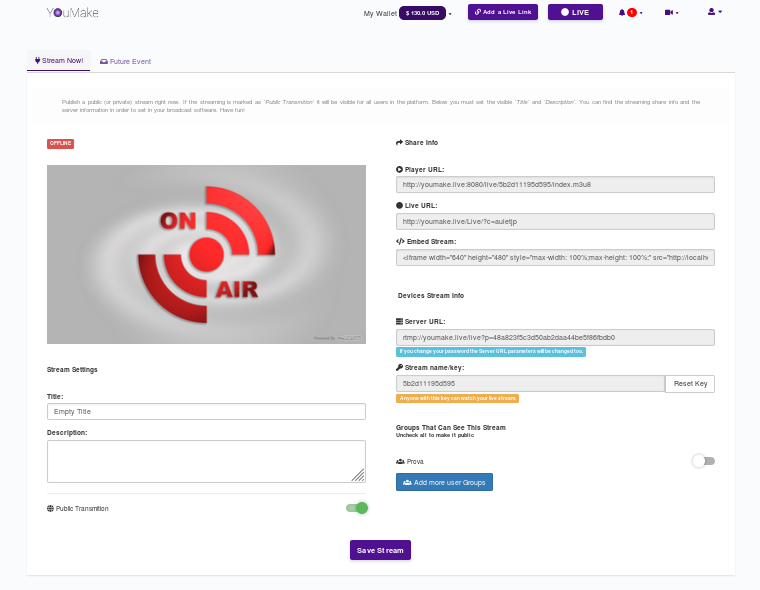 YouMake
My Wallet $ 130.0 USD
Add a Live Link
LIVE
1
Stream Now!
Future Event
Publish a public (or private) stream right now. If the streaming is marked as 'Public Transmition' it will be visible for all users in the platform. Below you must set the visible 'Title' and 'Description'. You can find the streaming share info and the
server information in order to set in your broadcast software. Have fun!
OFFLINE
ON
AIR
Powered By
Stream Settings
Title:
Empty Title
Description:
Public Transmition
Share Info
Player URL:
http://youmake.live:8080/live/5b2d11195d595/index.m3u8
Live URL:
http://youmake.live/Live/?c=auletjp
Embed Stream:
<iframe width="640" height="480" style="max-width: 100%;max-height: 100%;" src="http://localh
Devices Stream Info
Server URL:
rtmp://youmake.live/live?p=48a823f5c3d50ab2daa44be5f86fbdb0
If you change your password the Server URL parameters will be changed too.
Stream name/key:
5b2d11195d595
Reset Key
Anyone with this key can watch your live stream.
Groups That Can See This Stream
Uncheck all to make it public
Prova
Add more user Groups
Save Stream